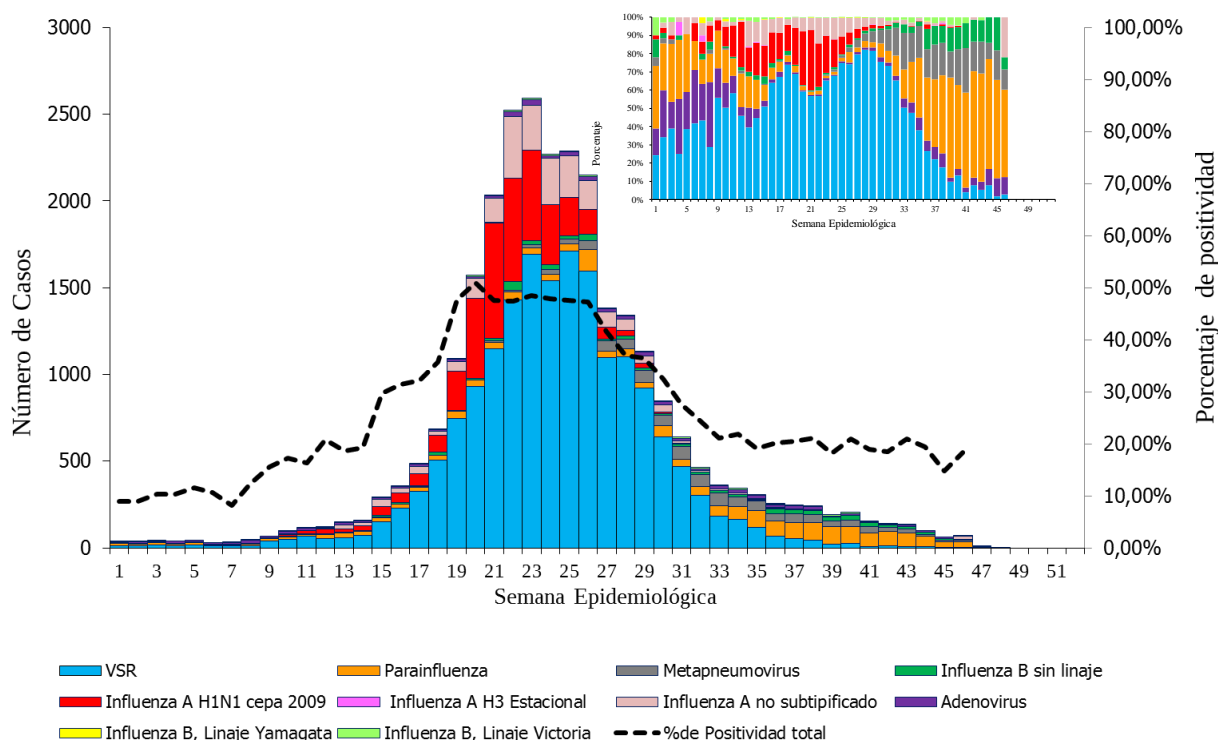 3000
2500
2000
1500
1000
500
0
Número de Casos
100,00%
90,00%
80,00%
70,00%
60,00%
50,00%
40,00%
30,00%
20,00%
10,00%
0,00%
Porcentaje de positividad
100%
90%
80%
70%
60%
50%
40%
30%
20%
10%
0%
Porcentaje
1 5 9 13 17 21 25 29 33 37 41 45 49
Semana Epidemiológica
1 3 5 7 9 11 13 15 17 19 21 23 25 27 29 31 33 35 37 39 41 43 45 47 49 51
Semana Epidemiológica
VSR Parainfluenza Metapneumovirus Influenza B sin linaje
Influenza A H1N1 cepa 2009 Influenza A H3 Estacional Influenza A no subtipificado Adenovirus
Influenza B, Linaje Yamagata Influenza B, Linaje Victoria %de Positividad total